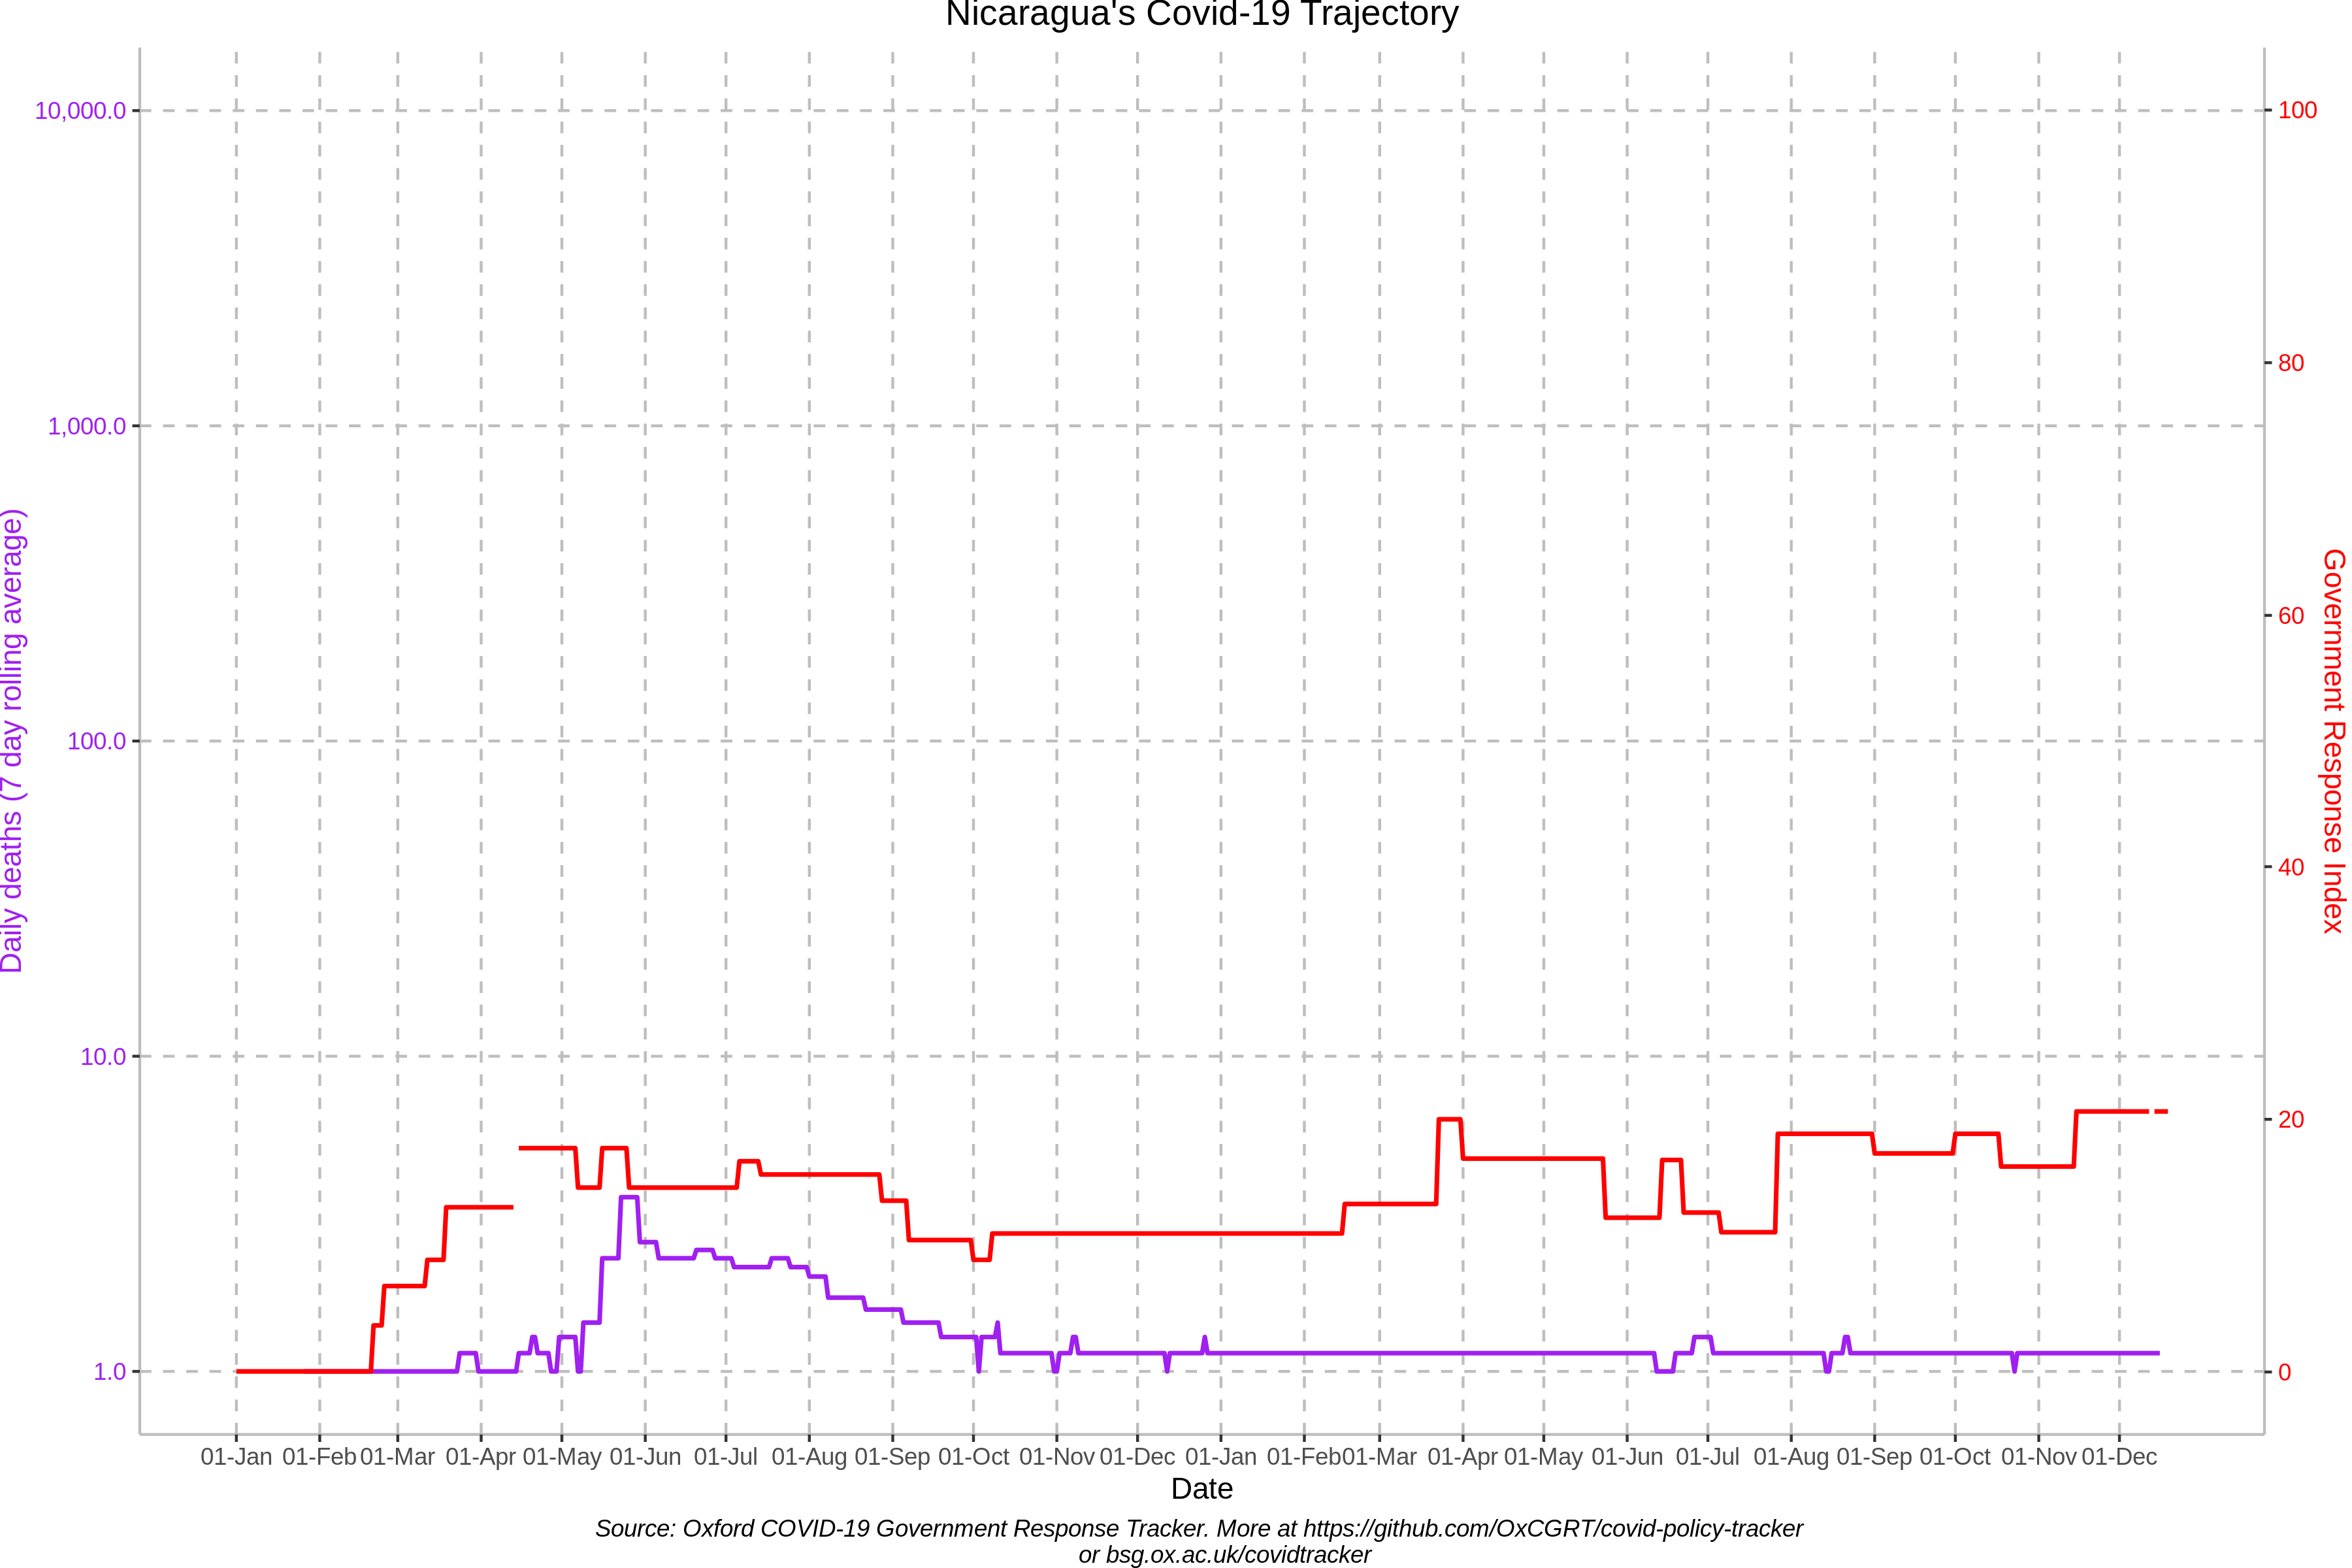 Nicaragua's Covid-19 Trajectory
10,000.0
1,000.0
100.0
10.0
1.0
Daily deaths (7 day rolling average)
100
80
60
40
20
0
Government Response Index
01-Jan 01-Feb 01-Mar 01-Apr 01-May 01-Jun 01-Jul 01-Aug 01-Sep 01-Oct 01-Nov 01-Dec 01-Jan 01-Feb 01-Mar 01-Apr 01-May 01-Jun 01-Jul 01-Aug 01-Sep 01-Oct 01-Nov 01-Dec
Date
Source: Oxford COVID-19 Government Response Tracker. More at https://github.com/OxCGRT/covid-policy-tracker
or bsg.ox.ac.uk/covidtracker